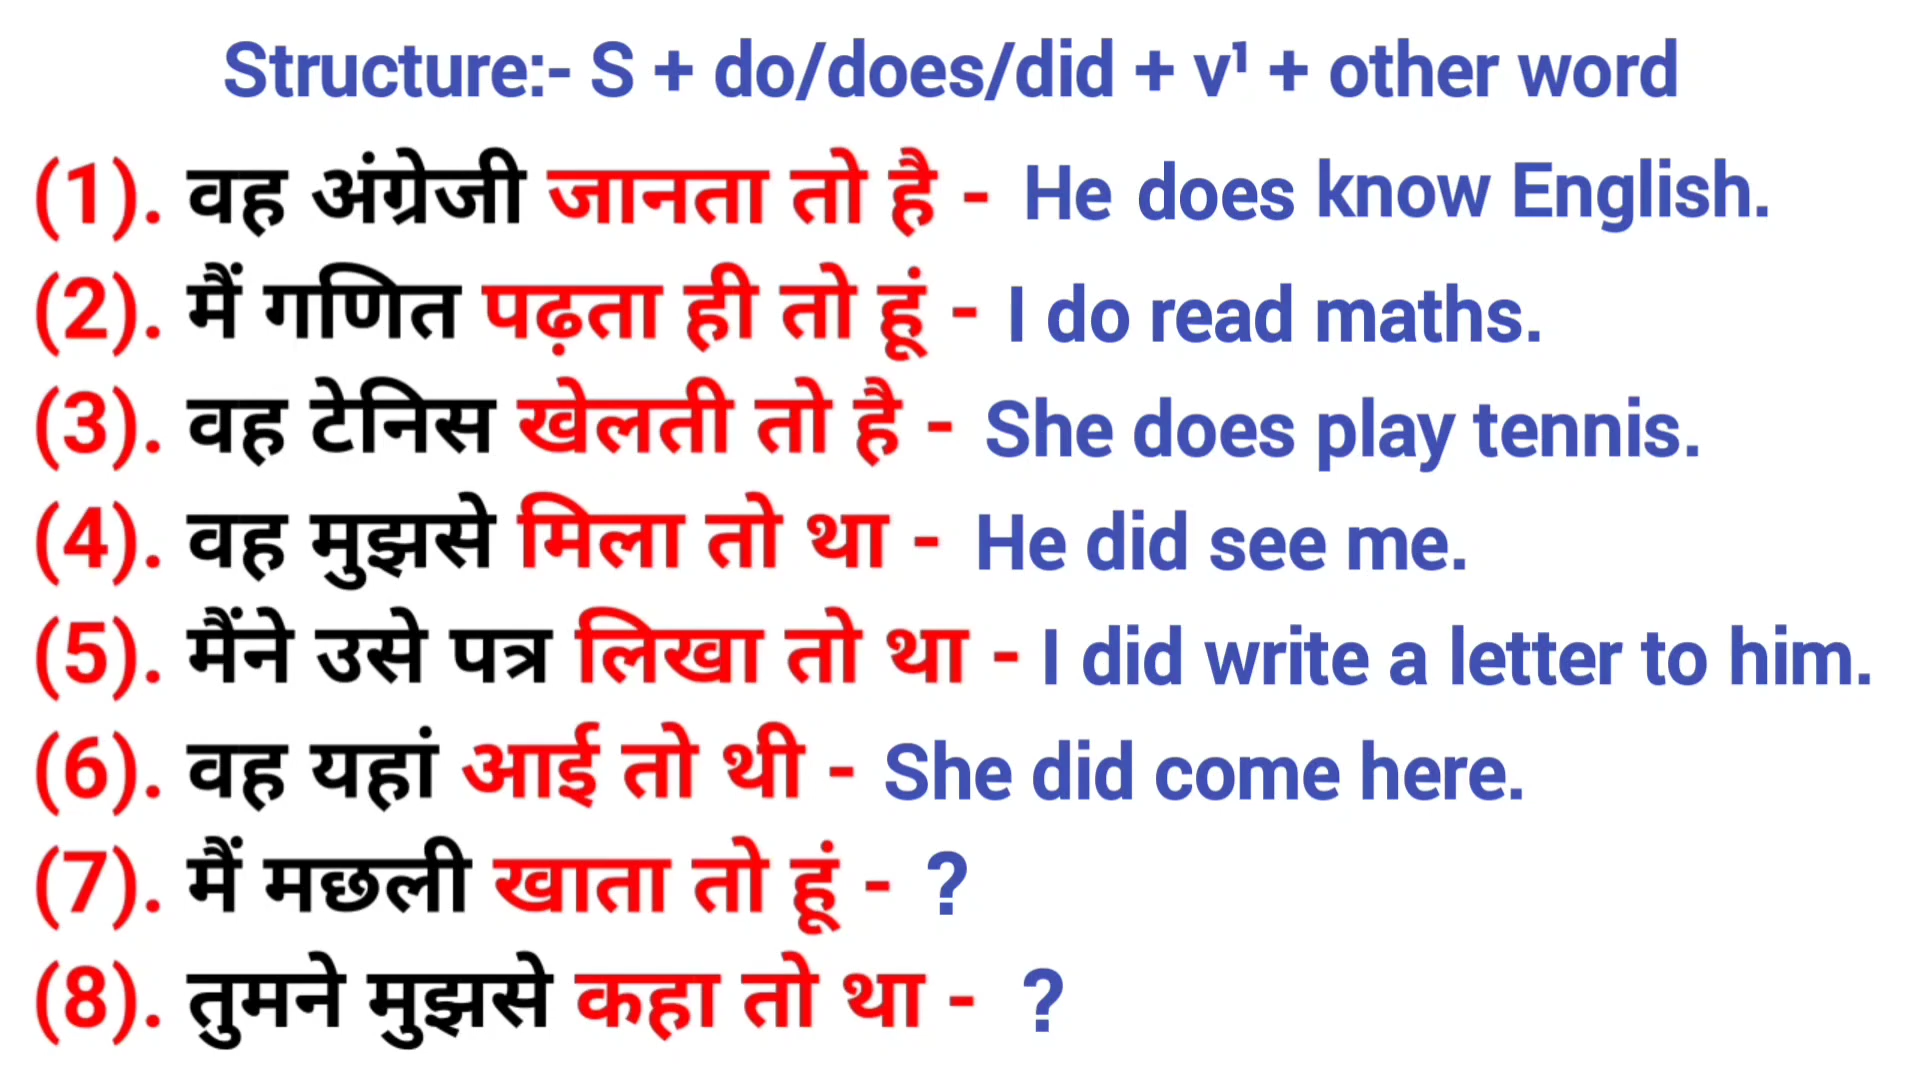 Structure:- S + do/does/did + v¹ + other word
(1). वह अंग्रेजी जानता तो है - He does know English.
(2). मैं गणित पढ़ता ही तो हूं - I do read maths.
(3). वह टेनिस खेलती तो है - She does play tennis.
(4). वह मुझसे मिला तो था - He did see me.
(5). मैंने उसे पत्र लिखा तो था - I did write a letter to him.
(6). वह यहां आई तो थी - She did come here.
(7). मैं मछली खाता तो हूं - ?
(8). तुमने मुझसे कहा तो था - ?